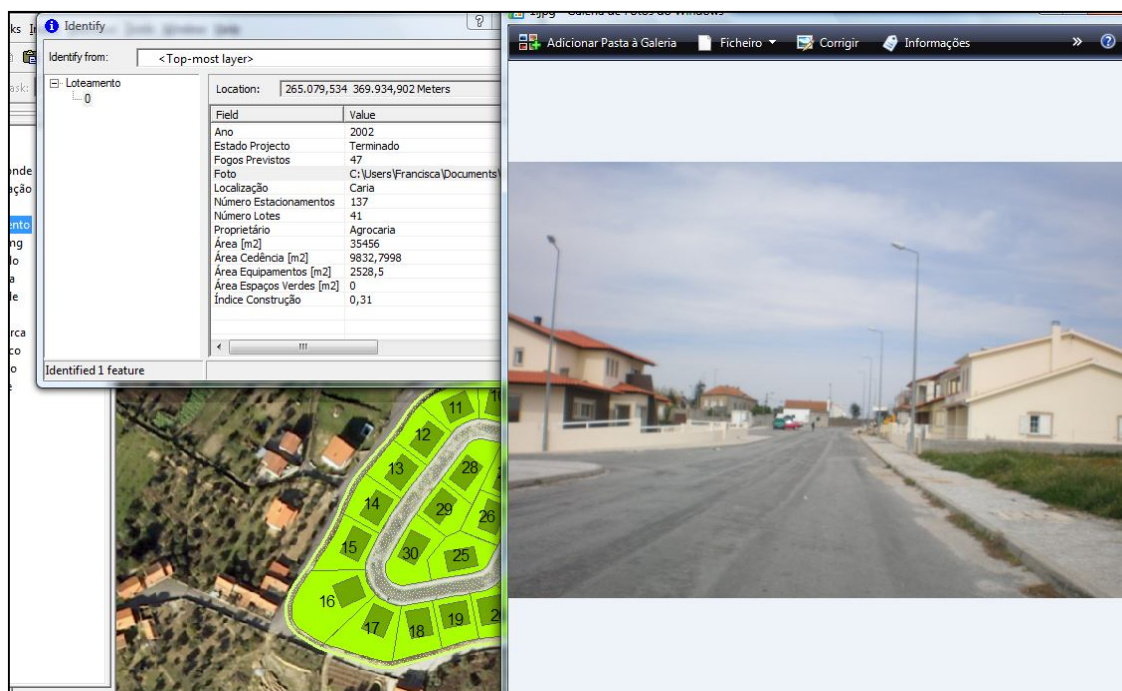 Identify
Identify from: <Top-most layer>
Loteamento
0
Location: 265.079,534 369.934,902 Meters
Field Value
Ano 2002
Estado Projecto Terminado
Fogos Previstos 47
Foto C:\Users\Francisca\Documents\
Localização Caria
Número Estacionamentos 137
Número Lotes 41
Proprietário Agrocaria
Área [m2] 35456
Área Cedência [m2] 9832,7998
Área Equipamentos [m2] 2528,5
Área Espaços Verdes [m2] 0
Índice Construção 0,31
Identified 1 feature
Adicionar Pasta à Galeria Ficheiro Corrigir Informações »
11
12
13
28
14
29
26
15
30
25
16
17
18
19